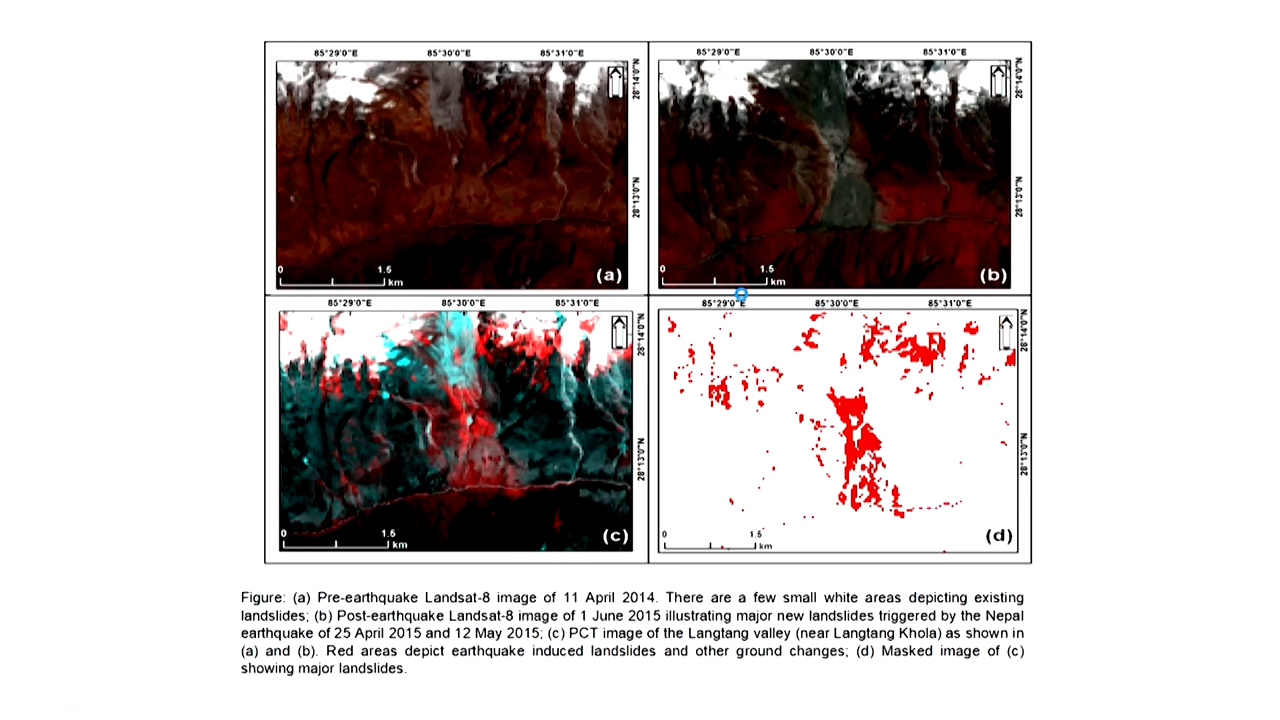 85°29'0"E 85°30'0"E 85°31'0"E
28°14'0"N
28°13'0"N
0 1.5
km
(a)
85°29'0"E 85°30'0"E 85°31'0"E
28°14'0"N
28°13'0"N
0 1.5
km
(b)
85°29'0"E 85°30'0"E 85°31'0"E
28°14'0"N
28°13'0"N
0 1.5
km
(c)
85°29'0"E 85°30'0"E 85°31'0"E
28°14'0"N
28°13'0"N
0 1.5
km
(d)
Figure: (a) Pre-earthquake Landsat-8 image of 11 April 2014. There are a few small white areas depicting existing
landslides; (b) Post-earthquake Landsat-8 image of 1 June 2015 illustrating major new landslides triggered by the Nepal
earthquake of 25 April 2015 and 12 May 2015; (c) PCT image of the Langtang valley (near Langtang Khola) as shown in
(a) and (b). Red areas depict earthquake induced landslides and other ground changes; (d) Masked image of (c)
showing major landslides.